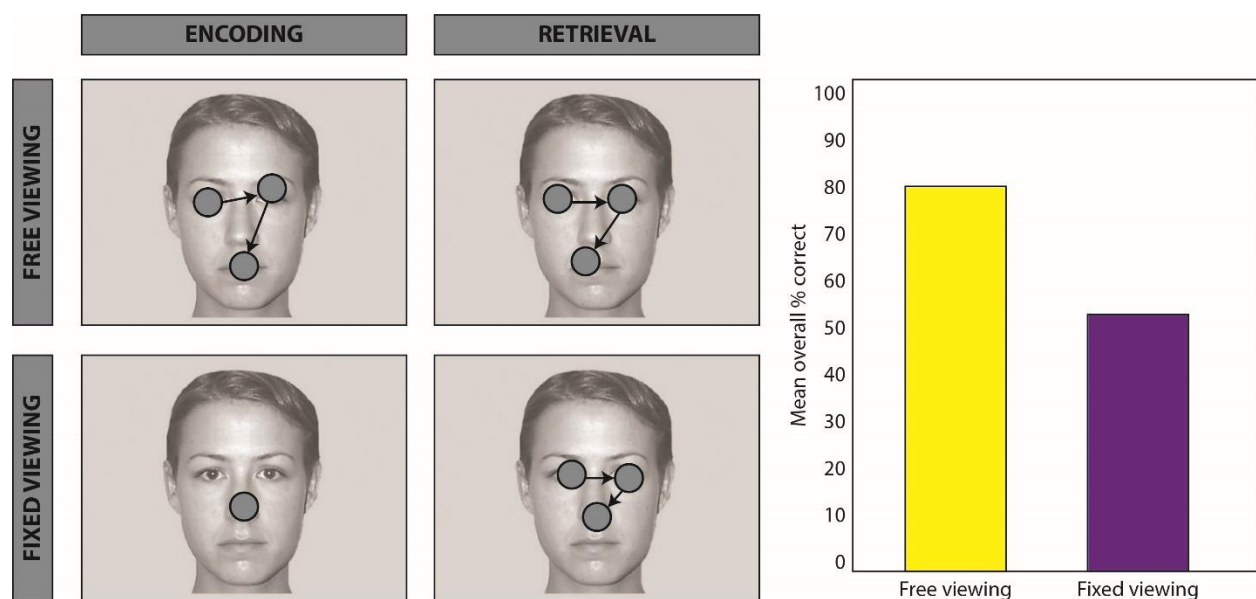 ENCODING
RETRIEVAL
FREE VIEWING
FIXED VIEWING
Mean overall % correct
100
90
80
70
60
50
40
30
20
10
0
Free viewing
Fixed viewing